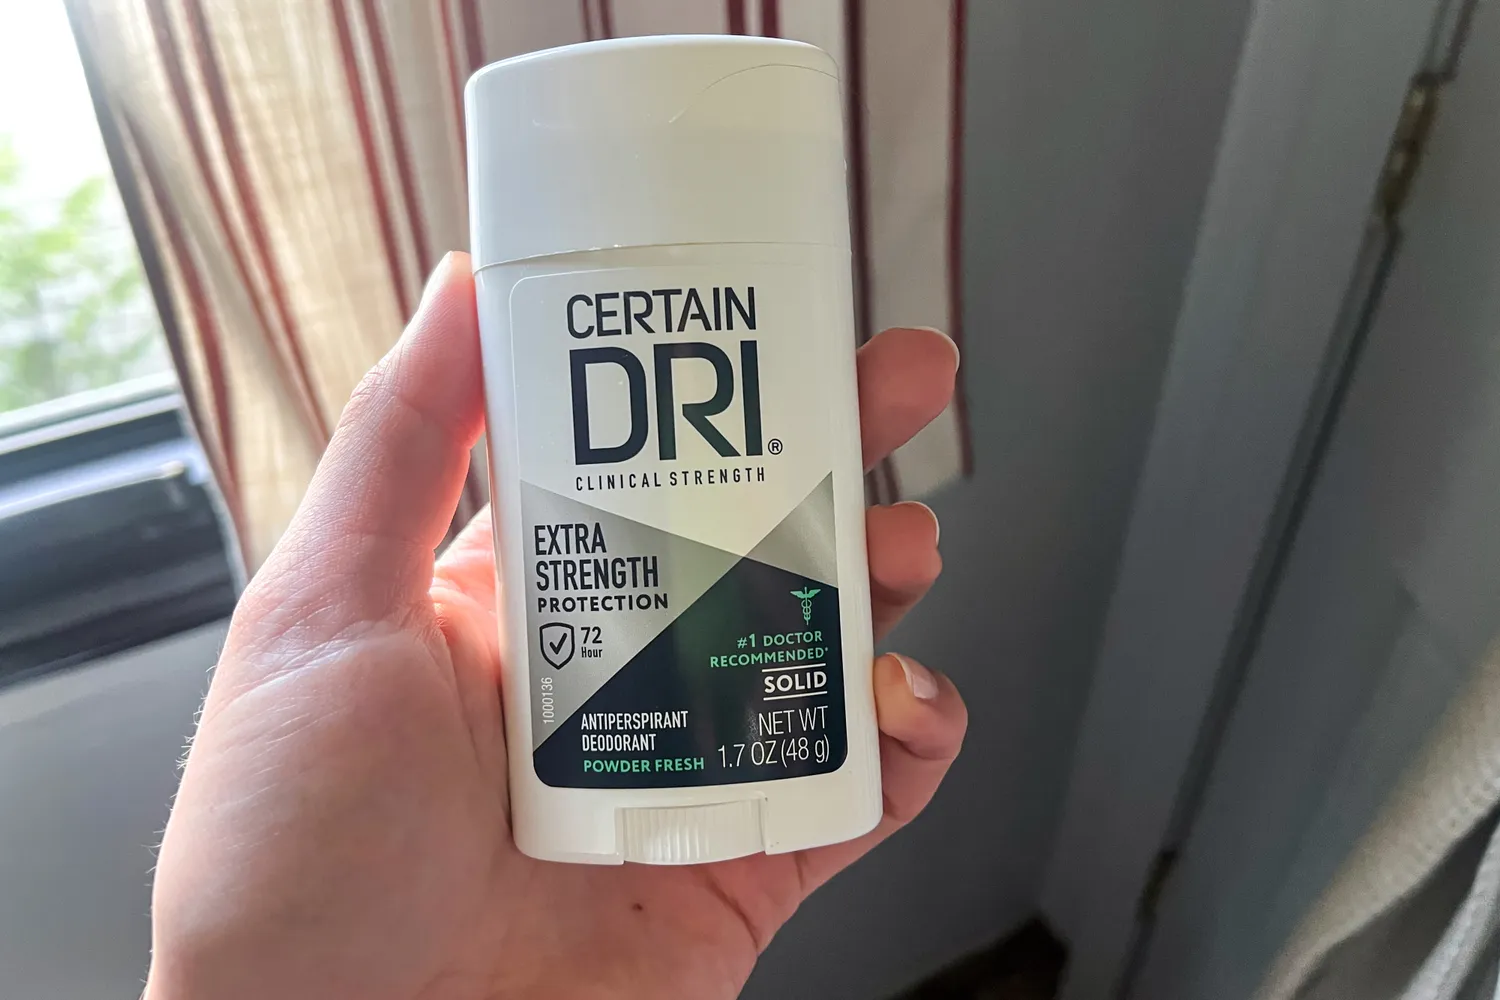 CERTAIN
DRI®
CLINICAL STRENGTH
EXTRA
STRENGTH
PROTECTION
72
Hour
#1 DOCTOR
RECOMMENDED*
SOLID
1000136
ANTIPERSPIRANT
DEODORANT
POWDER FRESH
NET WT
1.7 OZ (48 g)